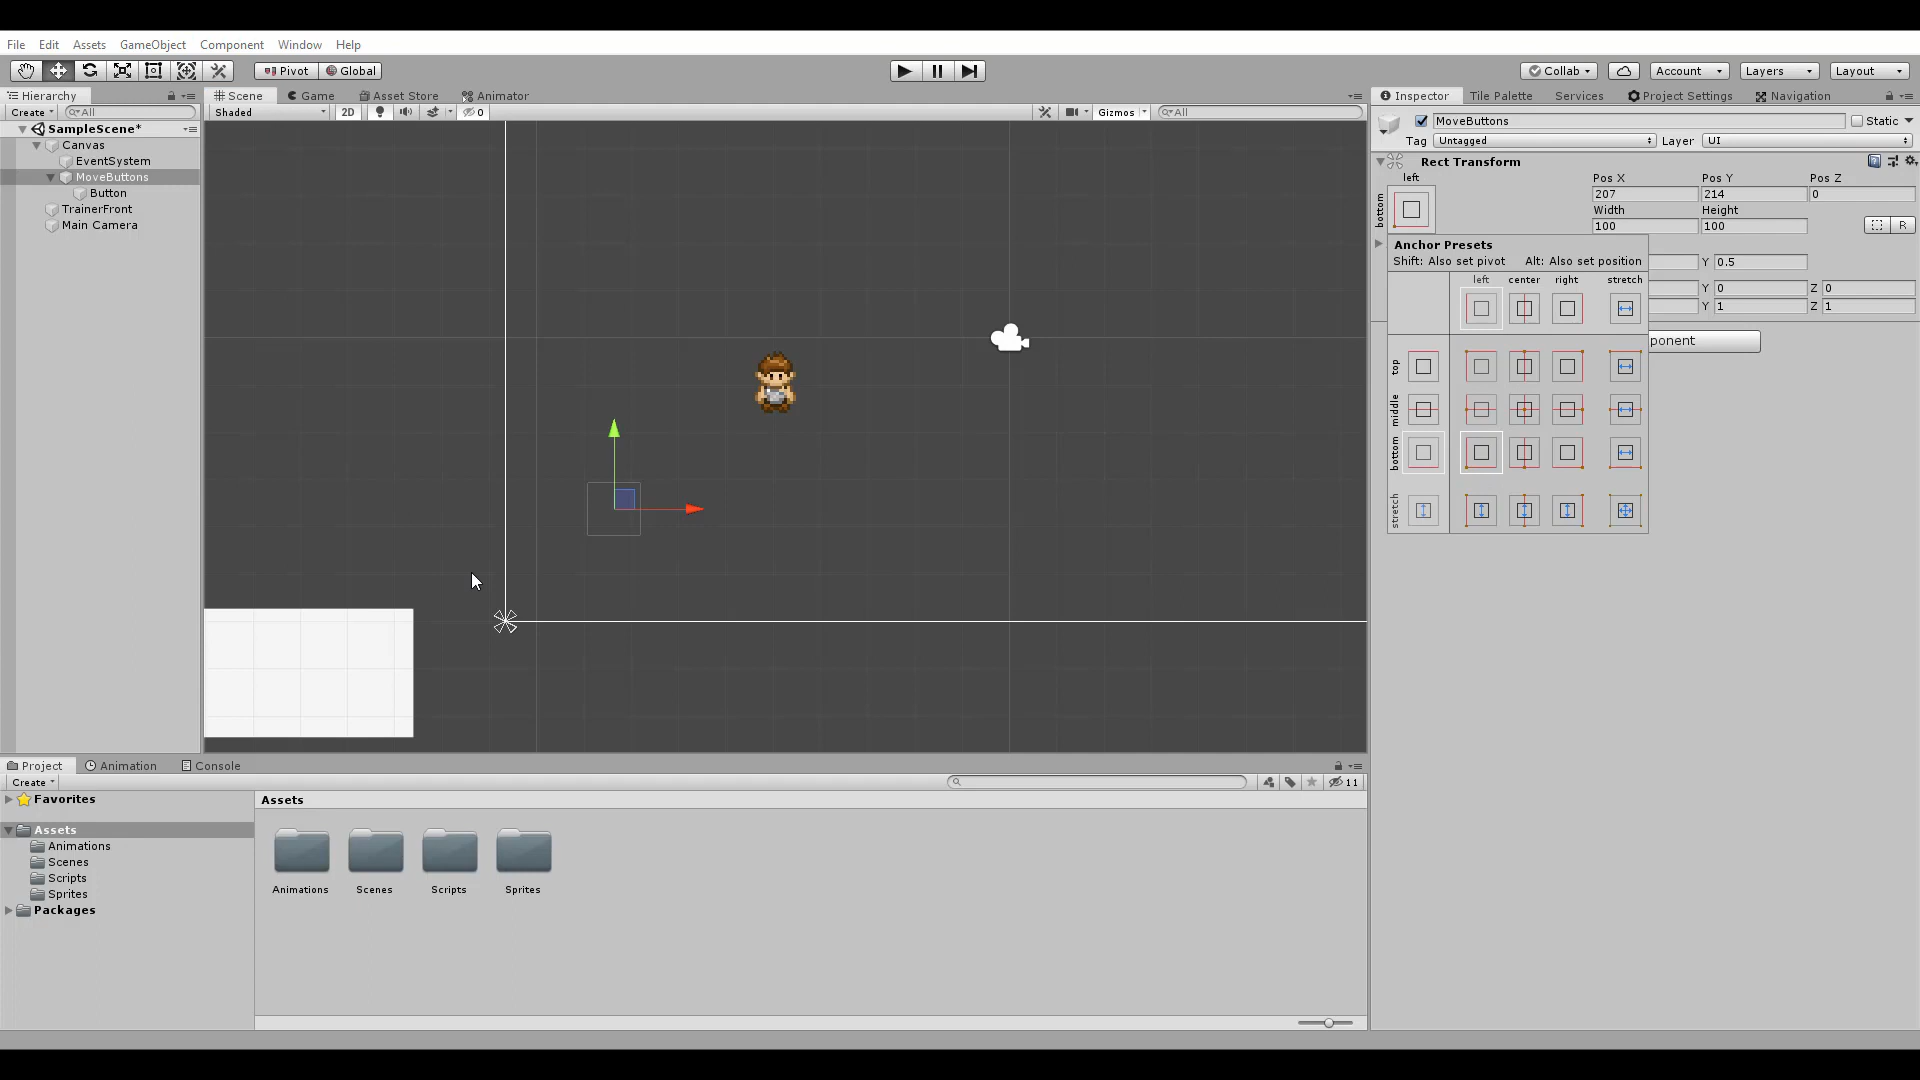 File Edit Assets GameObject Component Window Help
Pivot Global Collab Account Layers Layout
Hierarchy
Create All
SampleScene*
Canvas
EventSystem
MoveButtons
Button
TrainerFront
Main Camera
Scene Game Asset Store Animator
Shaded 2D 0 Gizmos All
Inspector Tile Palette Services Project Settings Navigation
MoveButtons Static
Tag Untagged Layer UI
Rect Transform
left
bottom
Pos X Pos Y Pos Z
207 214 0
Width Height
100 100 R
Anchor Presets
Shift: Also set pivot Alt: Also set position
Y 0.5
left center right stretch
Y 0 Z 0
Y 1 Z 1
ponent
top
middle
bottom
stretch
Project Animation Console
Create 11
Favorites
Assets
Animations
Scenes
Scripts
Sprites
Packages
Assets
Animations Scenes Scripts Sprites